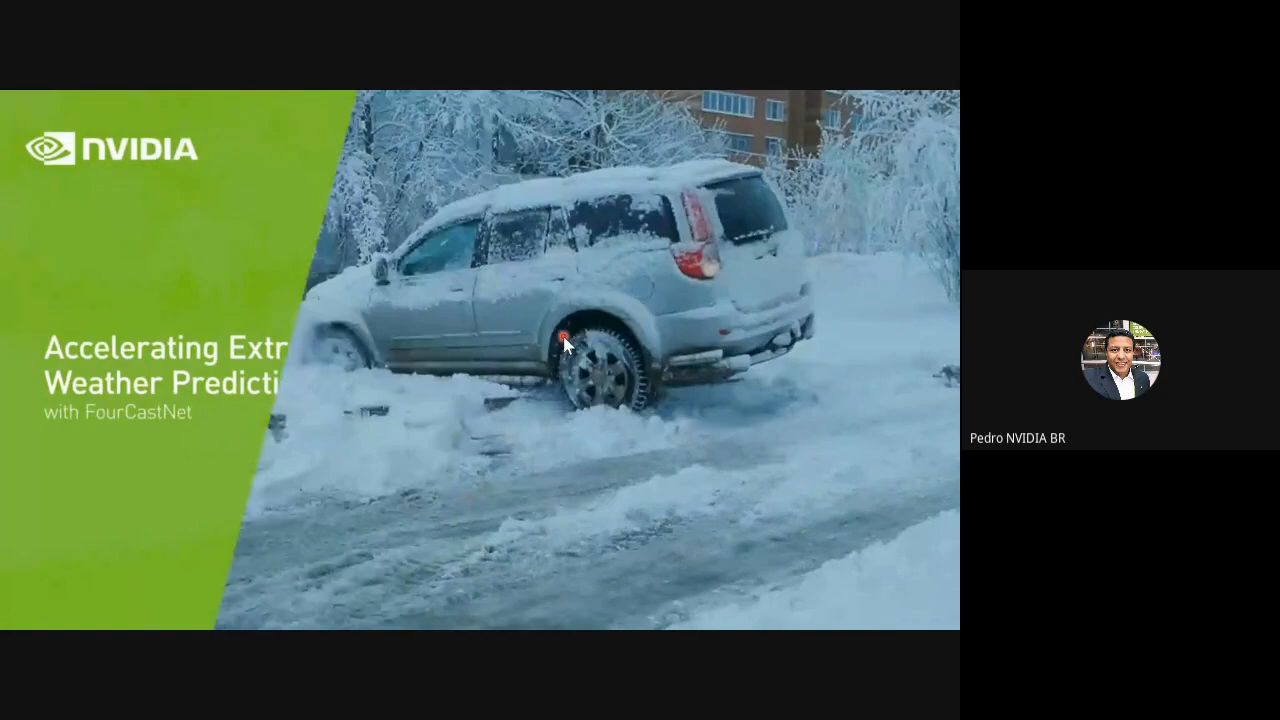 NVIDIA
Accelerating Extr
Weather Predicti
with FourCastNet
Pedro NVIDIA BR